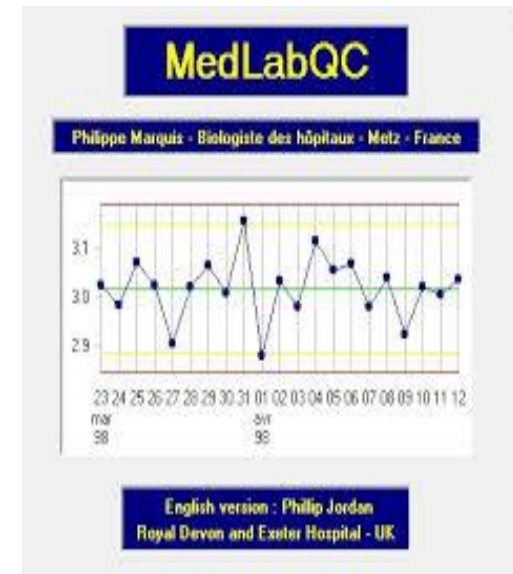 MedLabQC
Philippe Marquis - Biologiste des hôpitaux - Metz - France
3.1
3.0
2.9
23 24 25 26 27 28 29 30 31 01 02 03 04 05 06 07 08 09 10 11 12
mar avr
98 98
English version : Phillip Jordan
Royal Devon and Exeter Hospital - UK